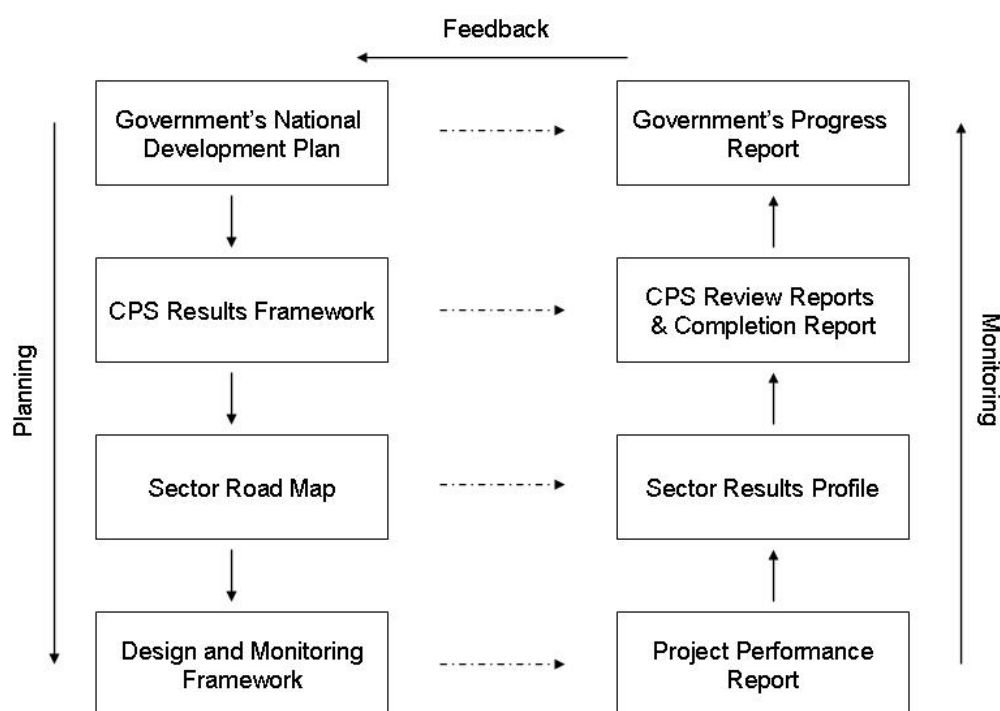 Feedback
Government's National
Development Plan
Government's Progress
Report
CPS Results Framework
CPS Review Reports
& Completion Report
Planning
Monitoring
Sector Road Map
Sector Results Profile
Design and Monitoring
Framework
Project Performance
Report